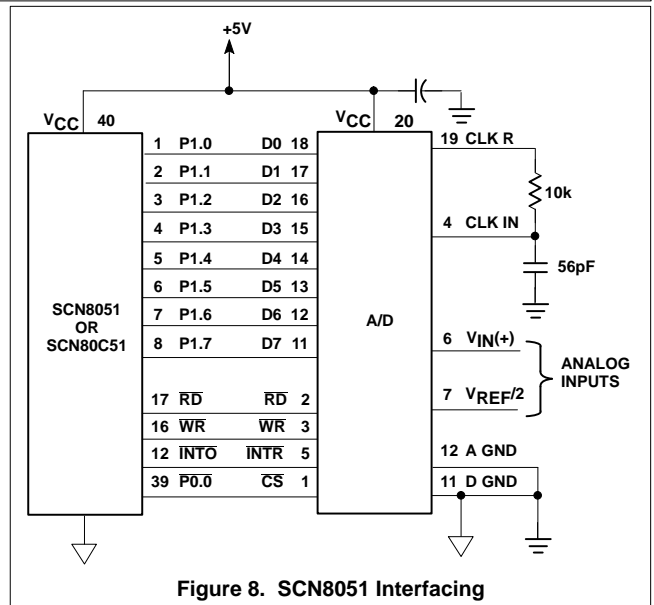 +5V
VCC 40
VCC 20
1 P1.0 D0 18
2 P1.1 D1 17
3 P1.2 D2 16
4 P1.3 D3 15
5 P1.4 D4 14
6 P1.5 D5 13
7 P1.6 D6 12
8 P1.7 D7 11
17 RD RD 2
16 WR WR 3
12 INTO INTR 5
39 P0.0 CS 1
SCN8051
OR
SCN80C51
A/D
19 CLK R
10k
4 CLK IN
56pF
6 VIN(+)
7 VREF/2
ANALOG
INPUTS
12 A GND
11 D GND
Figure 8. SCN8051 Interfacing